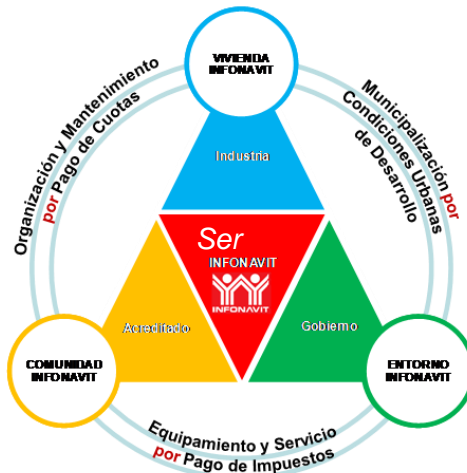 VIVIENDA
INFONAVIT
Organización y Mantenimiento
por Pago de Cuotas
Municipalización por
Condiciones Urbanas
de Desarrollo
Industria
Ser
INFONAVIT
INFONAVIT
Acreditado
Gobierno
COMUNIDAD
INFONAVIT
ENTORNO
INFONAVIT
Equipamiento y Servicio
por Pago de Impuestos